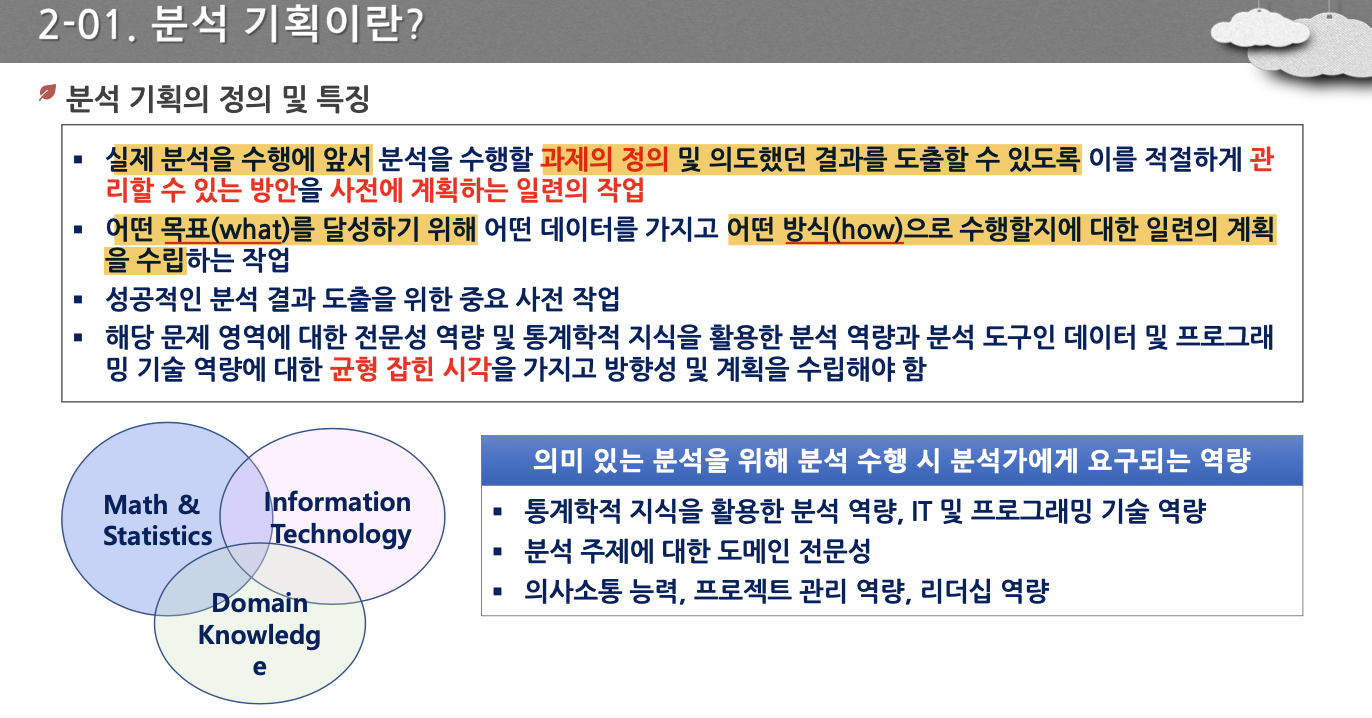 2-01. 분석 기획이란?
분석 기획의 정의 및 특징
▪ 실제 분석을 수행에 앞서 분석을 수행할 과제의 정의 및 의도했던 결과를 도출할 수 있도록 이를 적절하게 관
리할 수 있는 방안을 사전에 계획하는 일련의 작업
▪ 어떤 목표(what)를 달성하기 위해 어떤 데이터를 가지고 어떤 방식(how)으로 수행할지에 대한 일련의 계획
을 수립하는 작업
▪ 성공적인 분석 결과 도출을 위한 중요 사전 작업
▪ 해당 문제 영역에 대한 전문성 역량 및 통계학적 지식을 활용한 분석 역량과 분석 도구인 데이터 및 프로그래
밍 기술 역량에 대한 균형 잡힌 시각을 가지고 방향성 및 계획을 수립해야 함
Math &
Statistics
Information
Technology
Domain
Knowledg
e
의미 있는 분석을 위해 분석 수행 시 분석가에게 요구되는 역량
▪ 통계학적 지식을 활용한 분석 역량, IT 및 프로그래밍 기술 역량
▪ 분석 주제에 대한 도메인 전문성
▪ 의사소통 능력, 프로젝트 관리 역량, 리더십 역량